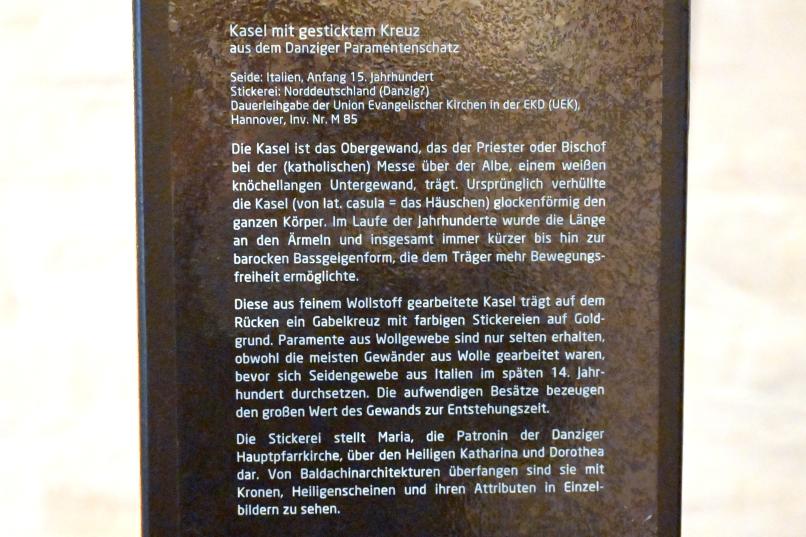 Kasel mit gesticktem Kreuz
aus dem Danziger Paramentenschatz
Seide: Italien, Anfang 15. Jahrhundert
Stickerei: Norddeutschland (Danzig?)
Dauerleihgabe der Union Evangelischer Kirchen in der EKD (UEK),
Hannover, Inv. Nr. M 85
Die Kasel ist das Obergewand, das der Priester oder Bischof
bei der (katholischen) Messe über der Albe, einem weißen
knöchellangen Untergewand, trägt. Ursprünglich verhüllte
die Kasel (von lat. casula = das Häuschen) glockenförmig den
ganzen Körper. Im Laufe der Jahrhunderte wurde die Länge
an den Ärmeln und insgesamt immer kürzer bis hin zur
barocken Bassgeigenform, die dem Träger mehr Bewegungs-
freiheit ermöglichte.
Diese aus feinem Wollstoff gearbeitete Kasel trägt auf dem
Rücken ein Gabelkreuz mit farbigen Stickereien auf Gold-
grund. Paramente aus Wollgewebe sind nur selten erhalten,
obwohl die meisten Gewänder aus Wolle gearbeitet waren,
bevor sich Seidengewebe aus Italien im späten 14. Jahr-
hundert durchsetzen. Die aufwendigen Besätze bezeugen
den großen Wert des Gewands zur Entstehungszeit.
Die Stickerei stellt Maria, die Patronin der Danziger
Hauptpfarrkirche, über den Heiligen Katharina und Dorothea
dar. Von Baldachinarchitekturen überfangen sind sie mit
Kronen, Heiligenscheinen und ihren Attributen in Einzel-
bildern zu sehen.